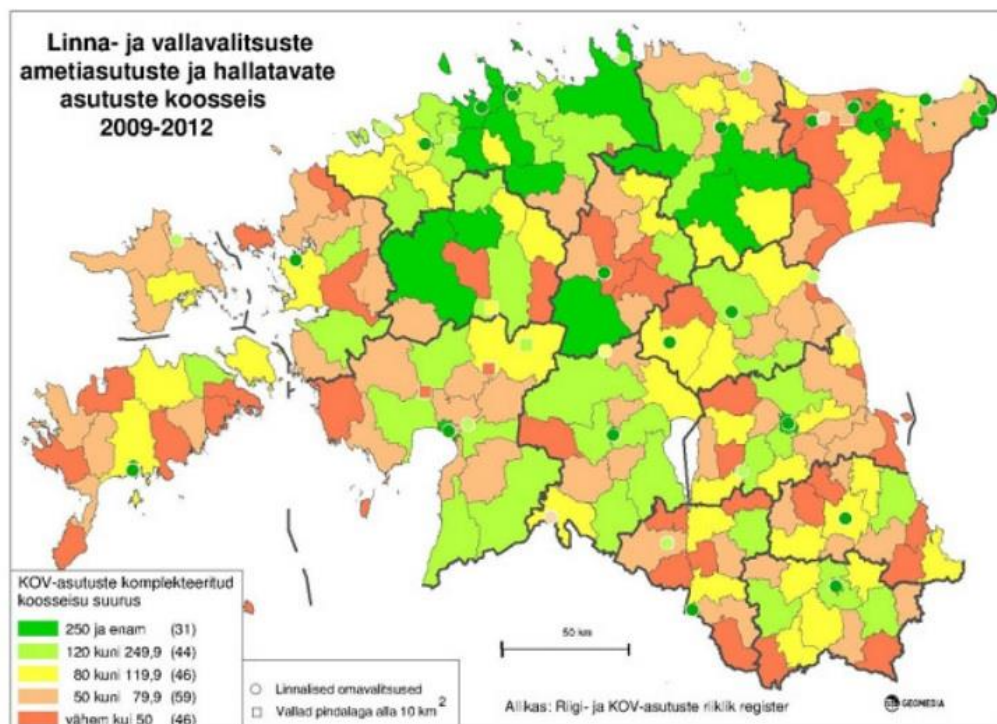 Linna- ja vallavalitsuste
ametiasutuste ja hallatavate
asutuste koosseis
2009-2012
KOV-asutuste komplekteeritud
koosseisu suurus
250 ja enam (31)
120 kuni 249,9 (44)
80 kuni 119,9 (46)
50 kuni 79,9 (59)
vähem kui 50 (46)
Linnalised omavalitsused
Vallad pindalaga alla 10 km²
50 km
Allikas: Riigi- ja KOV-asutuste riiklik register
GEOMEDIA